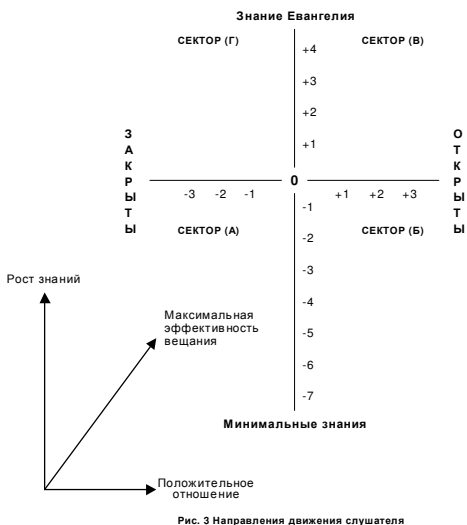 Знание Евангелия
СЕКТОР (Г)
СЕКТОР (В)
+4
+3
+2
+1
ЗАКРЫТЫ
ОТКРЫТЫ
0
-3 -2 -1
+1 +2 +3
-1
СЕКТОР (А)
СЕКТОР (Б)
-2
-3
-4
-5
-6
-7
Минимальные знания
Рост знаний
Максимальная
эффективность
вещания
Положительное
отношение
Рис. 3 Направления движения слушателя